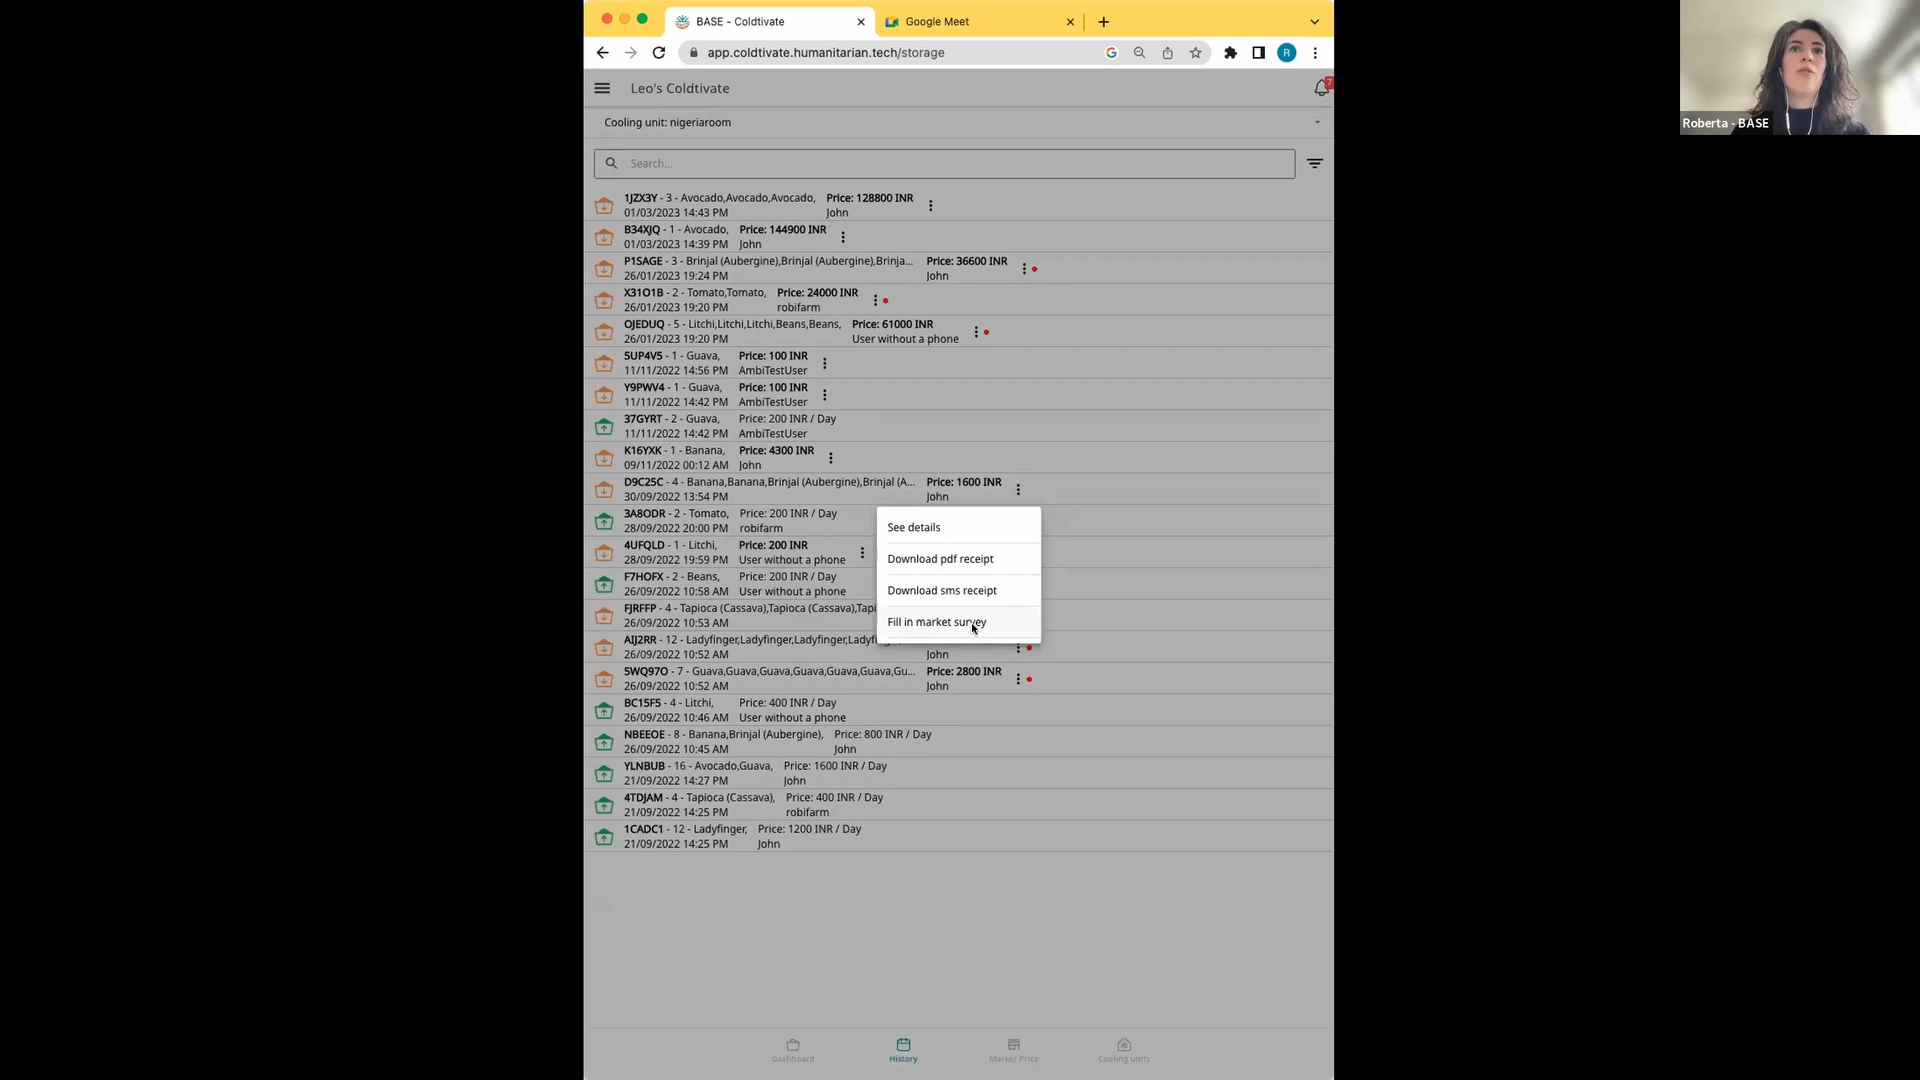 BASE - Coldtivate
Google Meet
app.coldtivate.humanitarian.tech/storage
R
Leo's Coldtivate
7
Cooling unit: nigeriaroom
Search...
1JZX3Y - 3 - Avocado,Avocado,Avocado, Price: 128800 INR
01/03/2023 14:43 PM John
B34XJQ - 1 - Avocado, Price: 144900 INR
01/03/2023 14:39 PM John
P1SAGE - 3 - Brinjal (Aubergine),Brinjal (Aubergine),Brinja... Price: 36600 INR
26/01/2023 19:24 PM John
X31O1B - 2 - Tomato,Tomato, Price: 24000 INR
26/01/2023 19:20 PM robifarm
OJEDUQ - 5 - Litchi,Litchi,Litchi,Beans,Beans, Price: 61000 INR
26/01/2023 19:20 PM User without a phone
5UP4V5 - 1 - Guava, Price: 100 INR
11/11/2022 14:56 PM AmbiTestUser
Y9PWV4 - 1 - Guava, Price: 100 INR
11/11/2022 14:42 PM AmbiTestUser
37GYRT - 2 - Guava, Price: 200 INR / Day
11/11/2022 14:42 PM AmbiTestUser
K16YXK - 1 - Banana, Price: 4300 INR
09/11/2022 00:12 AM John
D9C25C - 4 - Banana,Banana,Brinjal (Aubergine),Brinjal (A... Price: 1600 INR
30/09/2022 13:54 PM John
3A8ODR - 2 - Tomato, Price: 200 INR / Day
28/09/2022 20:00 PM robifarm
4UFQLD - 1 - Litchi, Price: 200 INR
28/09/2022 19:59 PM User without a phone
F7HOFX - 2 - Beans, Price: 200 INR / Day
26/09/2022 10:58 AM User without a phone
FJRFFP - 4 - Tapioca (Cassava),Tapioca (Cassava),Tapi
26/09/2022 10:53 AM
AIJ2RR - 12 - Ladyfinger,Ladyfinger,Ladyfinger,Ladyfi
26/09/2022 10:52 AM John
5WQ97O - 7 - Guava,Guava,Guava,Guava,Guava,Guava,Gu... Price: 2800 INR
26/09/2022 10:52 AM John
BC15F5 - 4 - Litchi, Price: 400 INR / Day
26/09/2022 10:46 AM User without a phone
NBEEOE - 8 - Banana,Brinjal (Aubergine), Price: 800 INR / Day
26/09/2022 10:45 AM John
YLNBUB - 16 - Avocado,Guava, Price: 1600 INR / Day
21/09/2022 14:27 PM John
4TDJAM - 4 - Tapioca (Cassava), Price: 400 INR / Day
21/09/2022 14:25 PM robifarm
1CADC1 - 12 - Ladyfinger, Price: 1200 INR / Day
21/09/2022 14:25 PM John
See details
Download pdf receipt
Download sms receipt
Fill in market survey
Dashboard
History
Market Price
Cooling units
Roberta - BASE